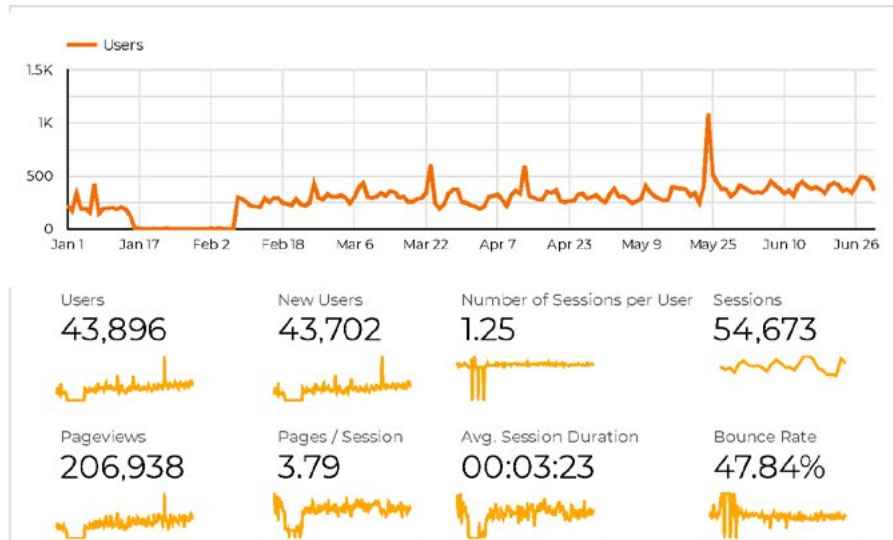 Users
1.5K
1K
500
0
Jan 1 Jan 17 Feb 2 Feb 18 Mar 6 Mar 22 Apr 7 Apr 23 May 9 May 25 Jun 10 Jun 26
Users New Users Number of Sessions per User Sessions
43,896 43,702 1.25 54,673
Pageviews Pages / Session Avg. Session Duration Bounce Rate
206,938 3.79 00:03:23 47.84%